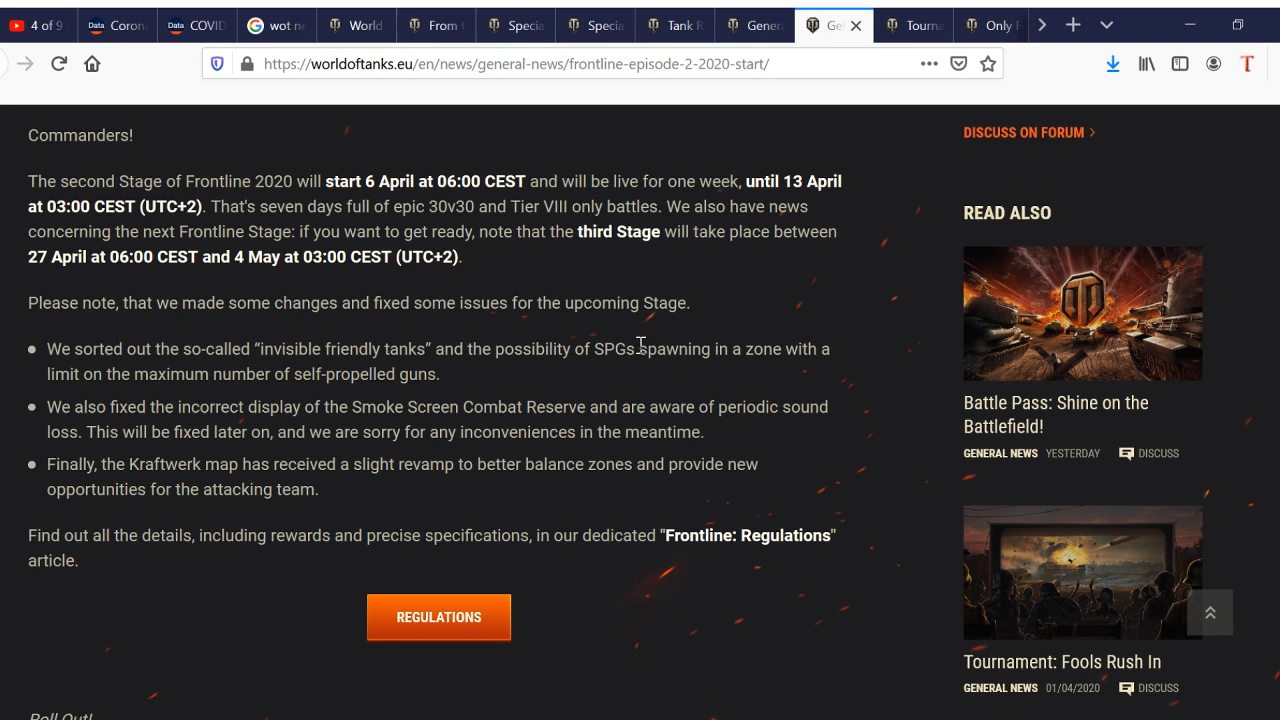 4 of 9
Data Coron
Data COVID
wot ne
World
From t
Specia
Specia
Tank R
Genera
Ge
Tourna
Only
https://worldoftanks.eu/en/news/general-news/frontline-episode-2-2020-start/
T
Commanders!
The second Stage of Frontline 2020 will start 6 April at 06:00 CEST and will be live for one week, until 13 April
at 03:00 CEST (UTC+2). That's seven days full of epic 30v30 and Tier VIII only battles. We also have news
concerning the next Frontline Stage: if you want to get ready, note that the third Stage will take place between
27 April at 06:00 CEST and 4 May at 03:00 CEST (UTC+2).
Please note, that we made some changes and fixed some issues for the upcoming Stage.
We sorted out the so-called “invisible friendly tanks” and the possibility of SPGs spawning in a zone with a
limit on the maximum number of self-propelled guns.
We also fixed the incorrect display of the Smoke Screen Combat Reserve and are aware of periodic sound
loss. This will be fixed later on, and we are sorry for any inconveniences in the meantime.
Finally, the Kraftwerk map has received a slight revamp to better balance zones and provide new
opportunities for the attacking team.
Find out all the details, including rewards and precise specifications, in our dedicated "Frontline: Regulations"
article.
REGULATIONS
Roll Out!
DISCUSS ON FORUM
READ ALSO
Battle Pass: Shine on the
Battlefield!
GENERAL NEWS YESTERDAY DISCUSS
Tournament: Fools Rush In
GENERAL NEWS 01/04/2020 DISCUSS